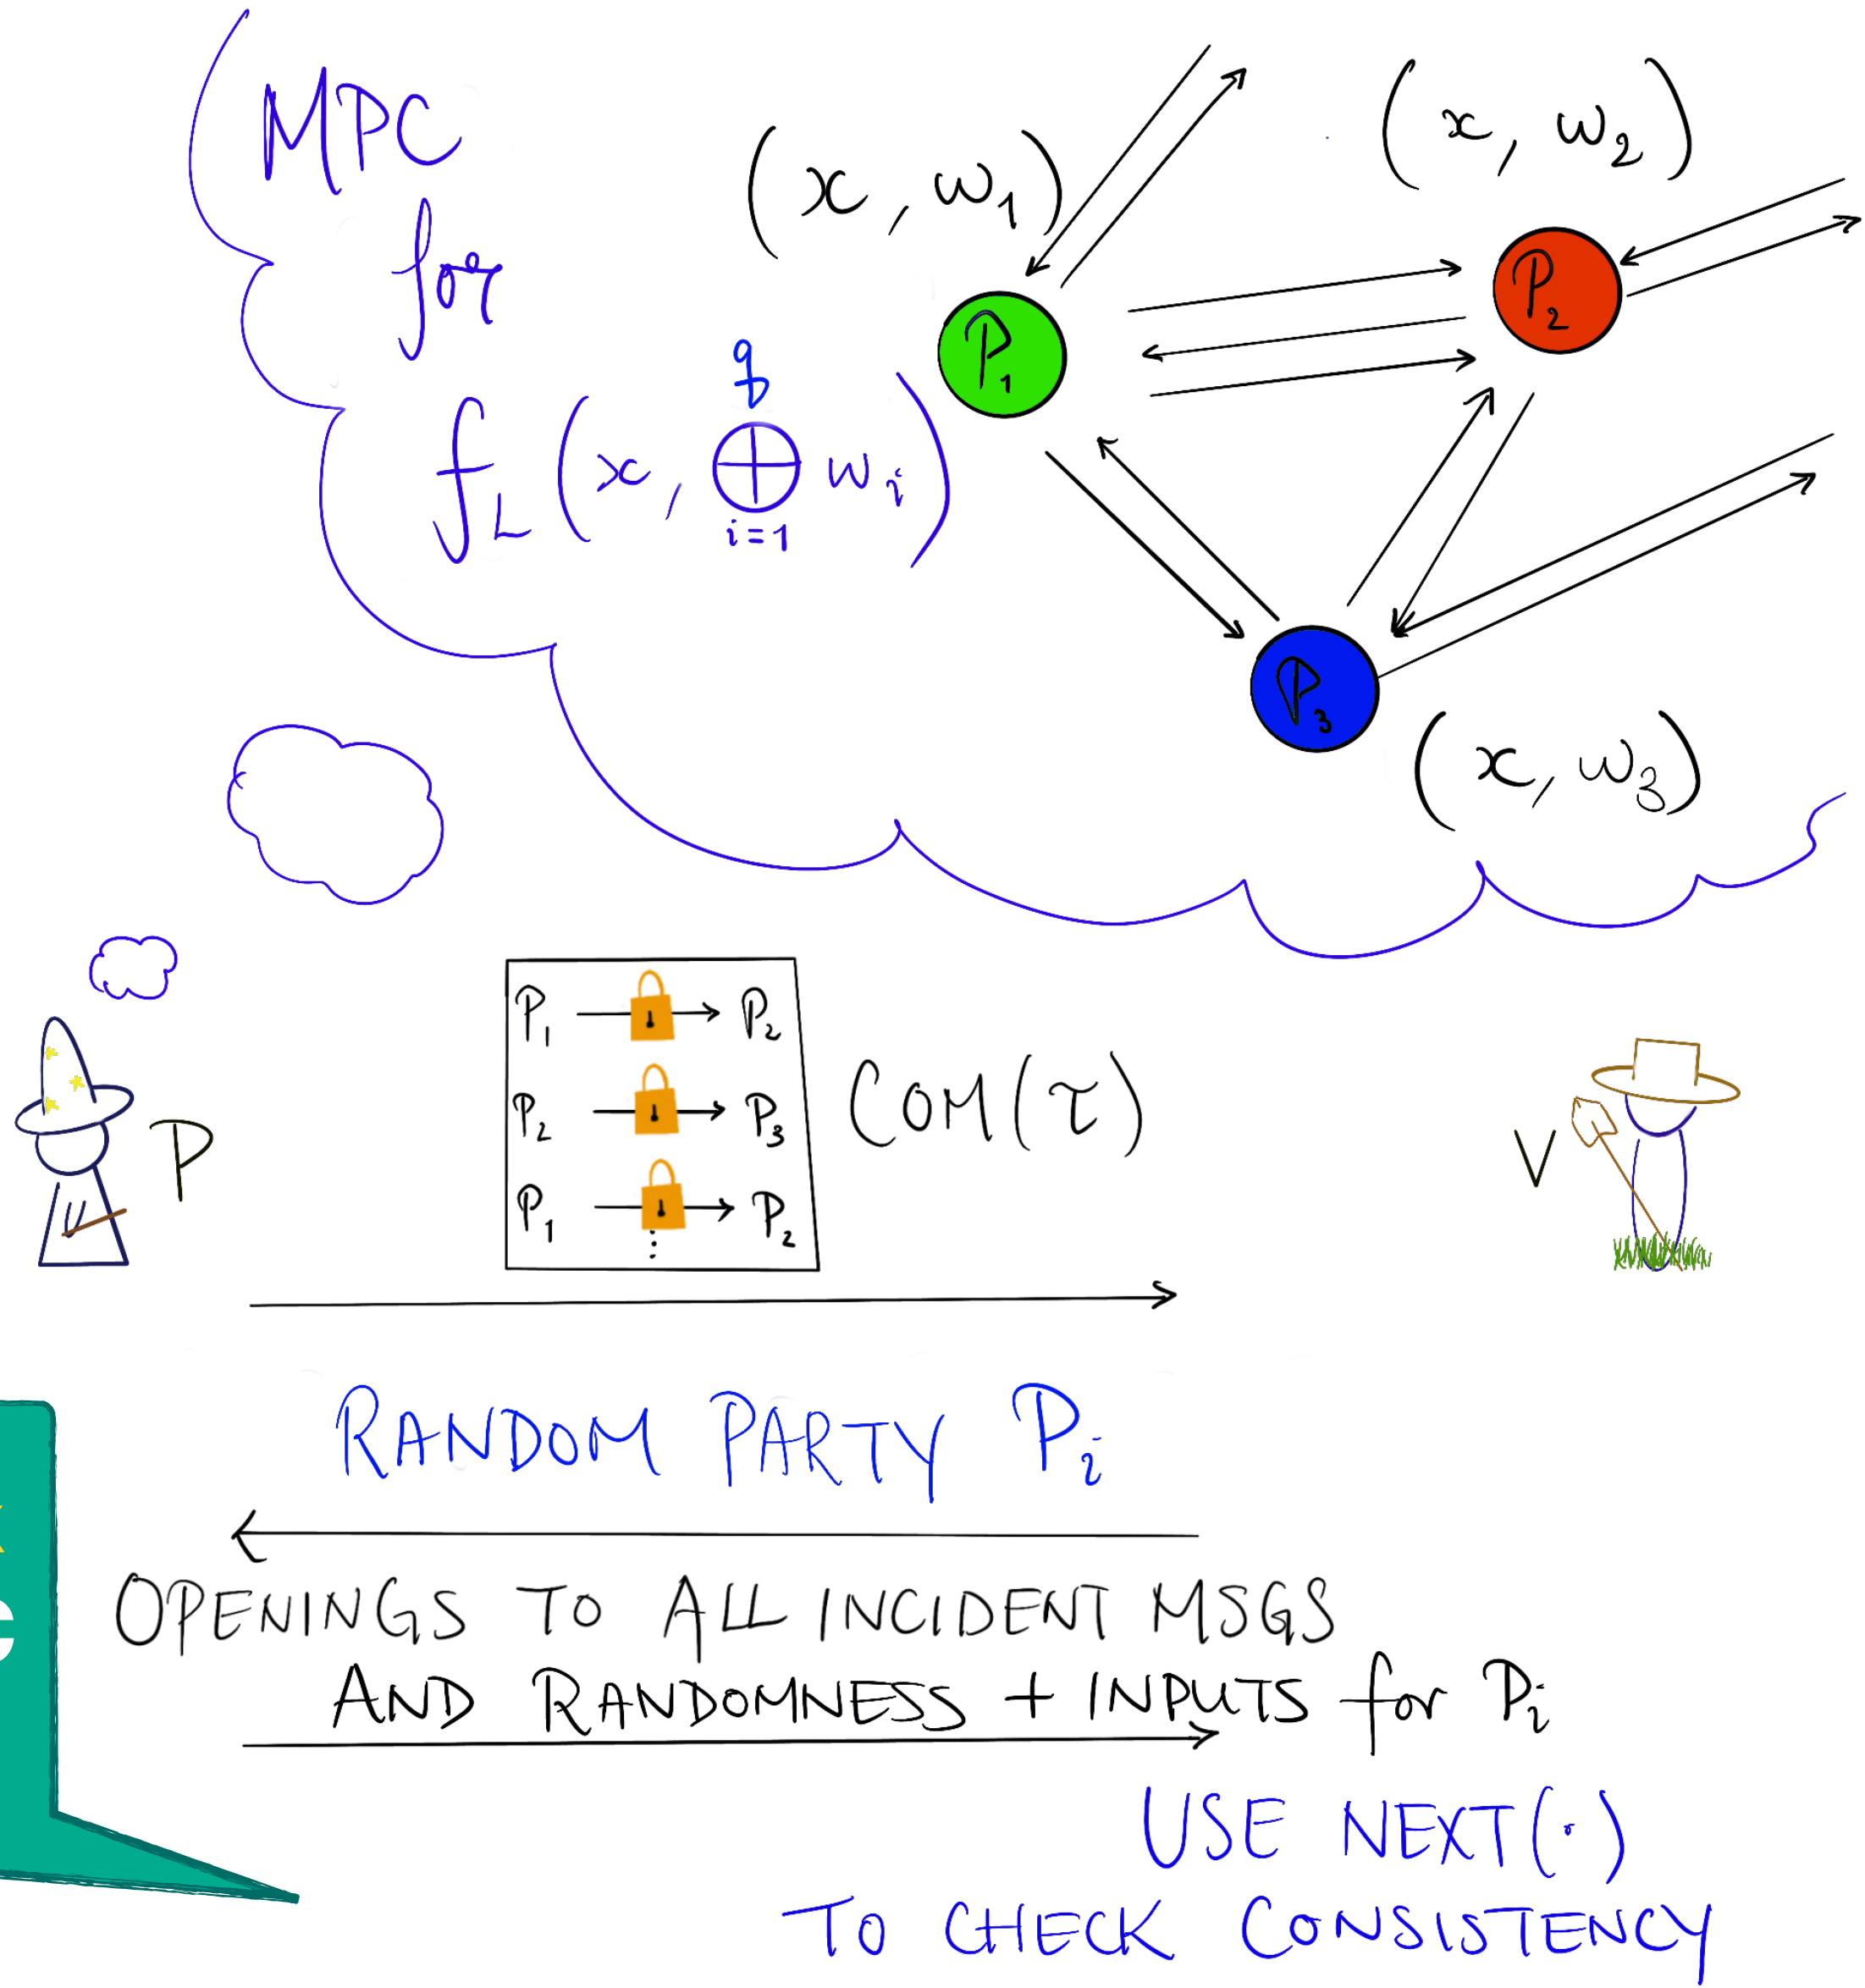 MPC
for
f_L (x, ⊕_{i=1}^{q} w_i)
(x, w_1)
(x, w_2)
P_1
P_2
P_3
(x, w_3)
P_1 → P_2
P_2 → P_3
P_1 → P_2
⋮
COM(τ)
P
V
RANDOM PARTY P_i
OPENINGS TO ALL INCIDENT MSGS
AND RANDOMNESS + INPUTS for P_i
USE NEXT(·)
TO CHECK CONSISTENCY